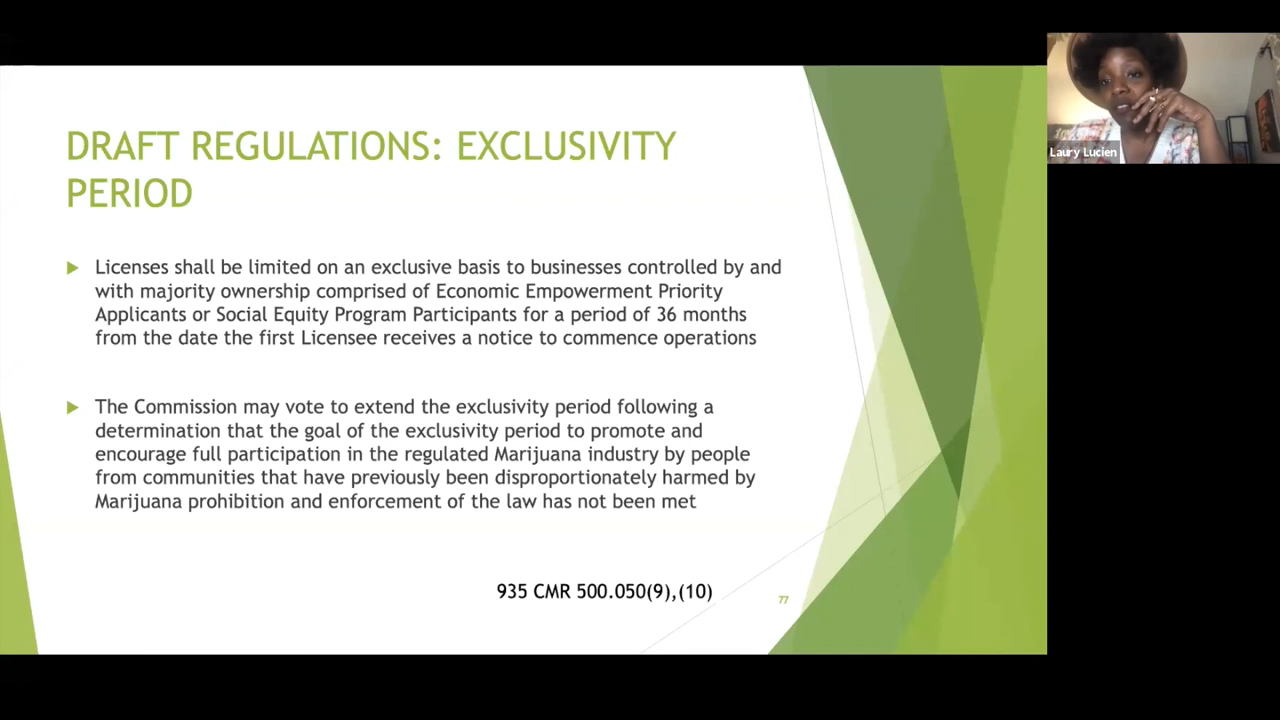 DRAFT REGULATIONS: EXCLUSIVITY
PERIOD
Licenses shall be limited on an exclusive basis to businesses controlled by and
with majority ownership comprised of Economic Empowerment Priority
Applicants or Social Equity Program Participants for a period of 36 months
from the date the first Licensee receives a notice to commence operations
The Commission may vote to extend the exclusivity period following a
determination that the goal of the exclusivity period to promote and
encourage full participation in the regulated Marijuana industry by people
from communities that have previously been disproportionately harmed by
Marijuana prohibition and enforcement of the law has not been met
935 CMR 500.050(9),(10)
77
Laury Lucien